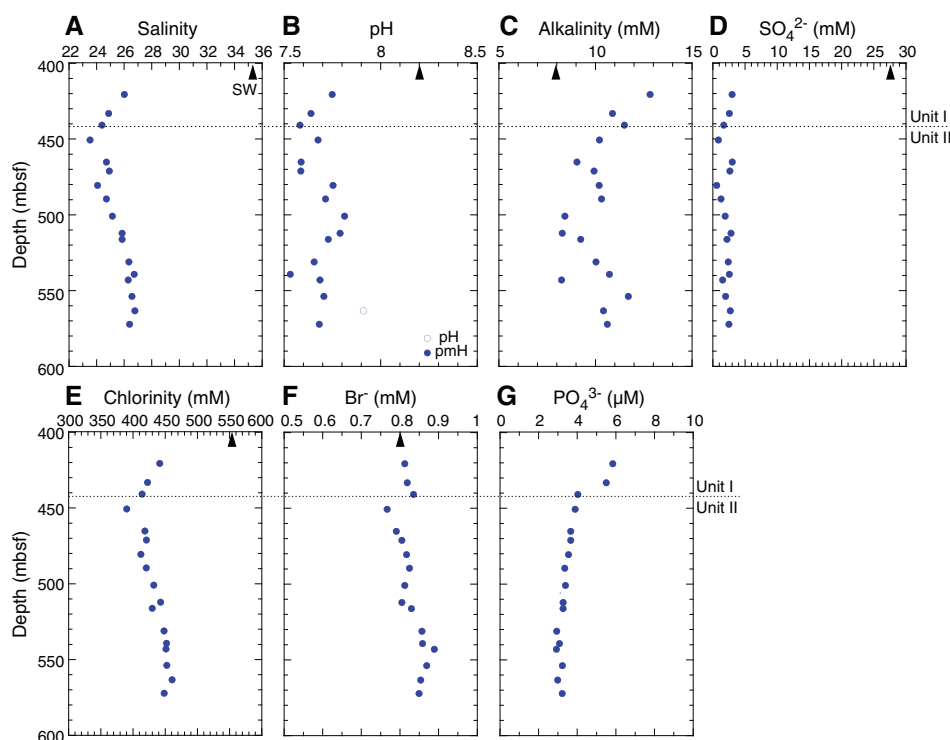 A Salinity
B pH
C Alkalinity (mM)
D SO₄²⁻ (mM)
22 24 26 28 30 32 34 36
7.5 8 8.5
5 10 15
0 5 10 15 20 25 30
400
450
500
550
600
Depth (mbsf)
SW
Unit I
Unit II
pH
pmH
E Chlorinity (mM)
F Br⁻ (mM)
G PO₄³⁻ (μM)
300 350 400 450 500 550 600
0.5 0.6 0.7 0.8 0.9 1
0 2 4 6 8 10
400
450
500
550
600
Depth (mbsf)
Unit I
Unit II